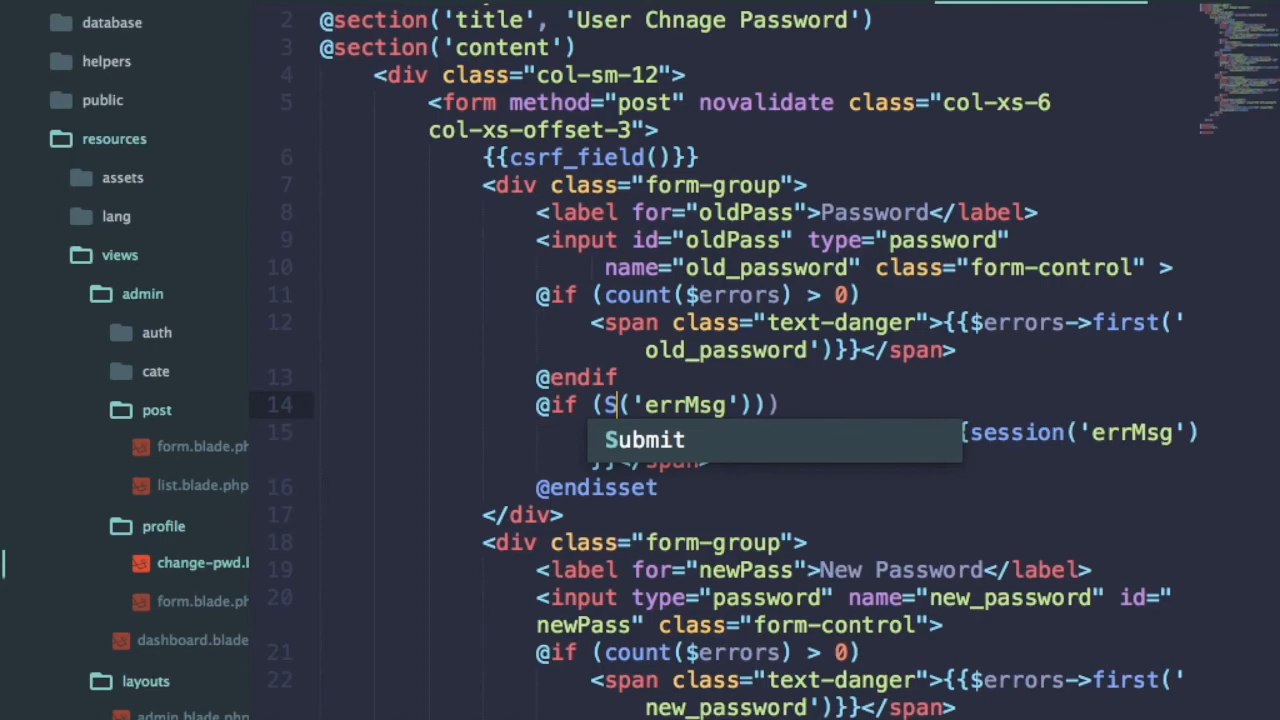 database
helpers
public
resources
assets
lang
views
admin
auth
cate
post
form.blade.ph
list.blade.php
profile
change-pwd.l
form.blade.ph
dashboard.blade
layouts
admin.blade.php
2 @section('title', 'User Chnage Password')
3 @section('content')
4 <div class="col-sm-12">
5 <form method="post" novalidate class="col-xs-6
col-xs-offset-3">
6 {{csrf_field()}}
7 <div class="form-group">
8 <label for="oldPass">Password</label>
9 <input id="oldPass" type="password"
10 name="old_password" class="form-control" >
11 @if (count($errors) > 0)
12 <span class="text-danger">{{$errors->first('
old_password')}}</span>
13 @endif
14 @if (S('errMsg')))
Submit
15 {session('errMsg')
}}</span>
16 @endisset
17 </div>
18 <div class="form-group">
19 <label for="newPass">New Password</label>
20 <input type="password" name="new_password" id="
newPass" class="form-control">
21 @if (count($errors) > 0)
22 <span class="text-danger">{{$errors->first('
new_password')}}</span>